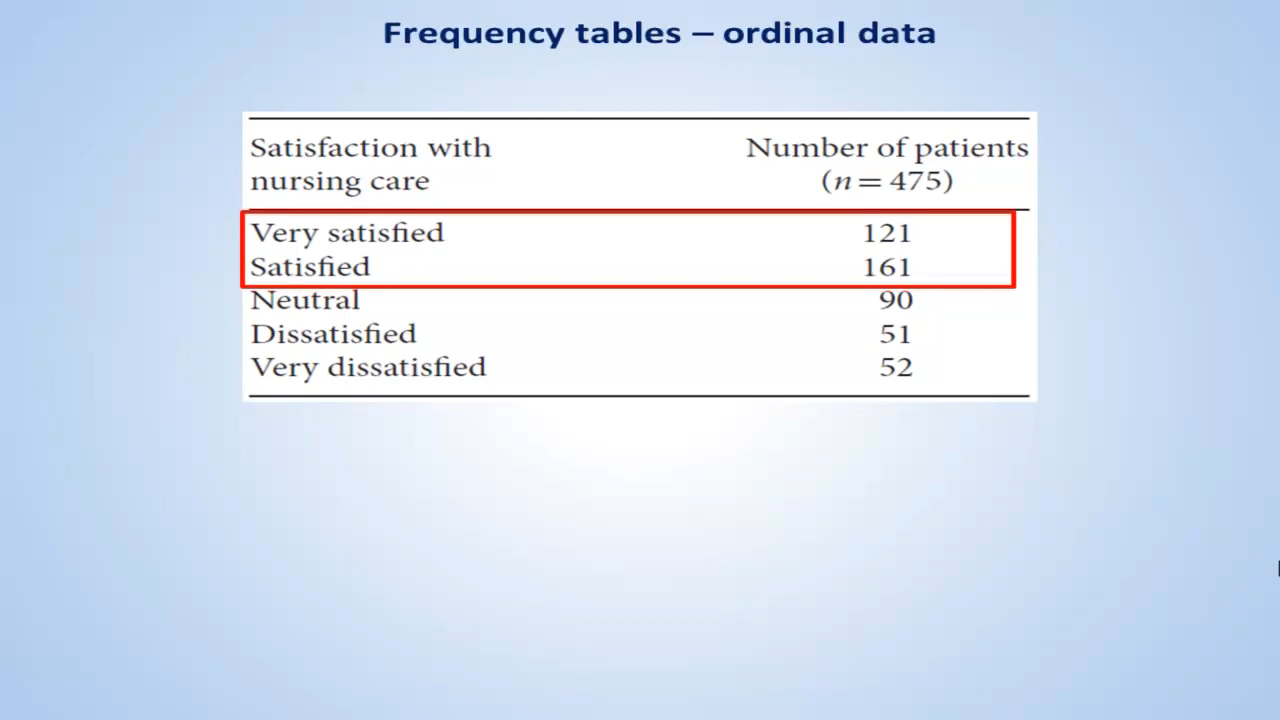 Frequency tables – ordinal data
Satisfaction with nursing care Number of patients (n = 475)
Very satisfied 121
Satisfied 161
Neutral 90
Dissatisfied 51
Very dissatisfied 52